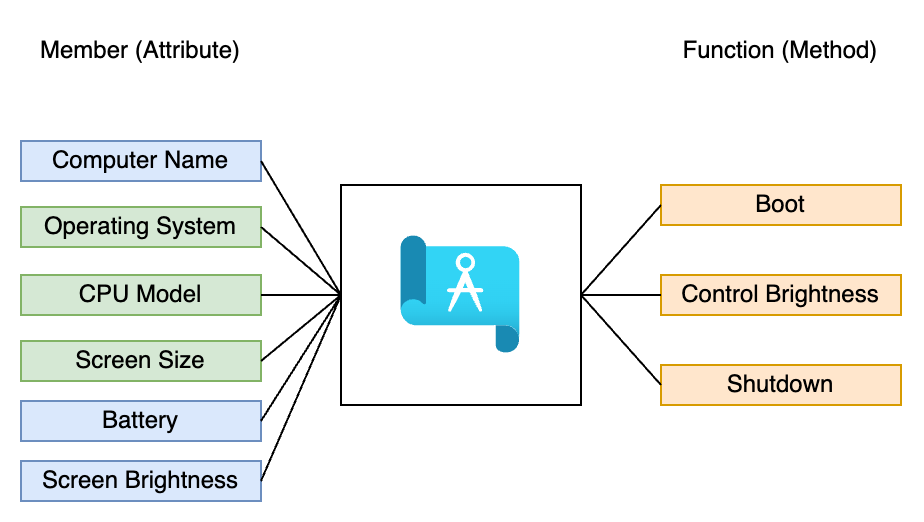 Member (Attribute)
Function (Method)
Computer Name
Operating System
CPU Model
Screen Size
Battery
Screen Brightness
Boot
Control Brightness
Shutdown